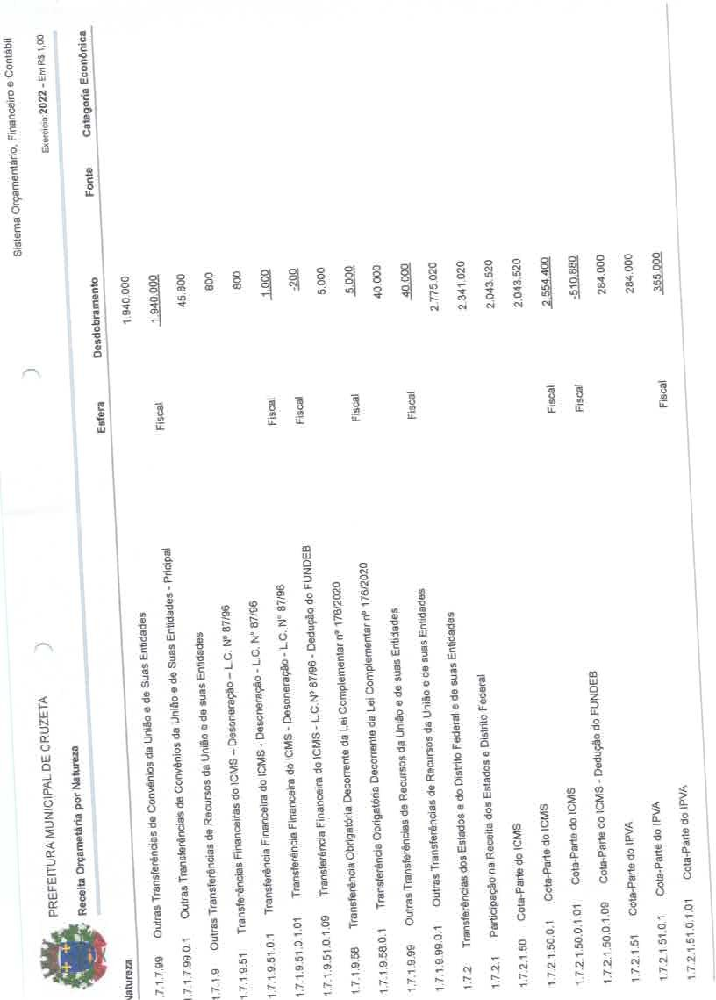 Sistema Orçamentário, Financeiro e Contábil
PREFEITURA MUNICIPAL DE CRUZETA
Exercício: 2022 - Em R$ 1,00
Receita Orçametária por Natureza
Natureza Esfera Desdobramento Fonte Categoria Econônica
.7.1.7.99 Outras Transferências de Convênios da União e de Suas Entidades 1.940.000
1.7.1.7.99.0.1 Outras Transferências de Convênios da União e de Suas Entidades - Pricipal Fiscal 1.940.000
1.7.1.9 Outras Transferências de Recursos da União e de suas Entidades 45.800
1.7.1.9.51 Transferências Financeiras do ICMS – Desoneração – L.C. Nº 87/96 800
1.7.1.9.51.0.1 Transferência Financeira do ICMS - Desoneração - L.C. N° 87/96 800
1.7.1.9.51.0.1.01 Transferência Financeira do ICMS - Desoneração - L.C. N° 87/96 Fiscal 1.000
1.7.1.9.51.0.1.09 Transferência Financeira do ICMS - L.C.Nº 87/96 - Dedução do FUNDEB Fiscal -200
1.7.1.9.58 Transferência Obrigatória Decorrente da Lei Complementar nº 176/2020 5.000
1.7.1.9.58.0.1 Transferência Obrigatória Decorrente da Lei Complementar nº 176/2020 Fiscal 5.000
1.7.1.9.99 Outras Transferências de Recursos da União e de suas Entidades 40.000
1.7.1.9.99.0.1 Outras Transferências de Recursos da União e de suas Entidades Fiscal 40.000
1.7.2 Transferências dos Estados e do Distrito Federal e de suas Entidades 2.775.020
1.7.2.1 Participação na Receita dos Estados e Distrito Federal 2.341.020
1.7.2.1.50 Cota-Parte do ICMS 2.043.520
1.7.2.1.50.0.1 Cota-Parte do ICMS 2.043.520
1.7.2.1.50.0.1.01 Cota-Parte do ICMS Fiscal 2.554.400
1.7.2.1.50.0.1.09 Cota-Parte do ICMS - Dedução do FUNDEB Fiscal -510.880
1.7.2.1.51 Cota-Parte do IPVA 284.000
1.7.2.1.51.0.1 Cota-Parte do IPVA 284.000
1.7.2.1.51.0.1.01 Cota-Parte do IPVA Fiscal 355.000